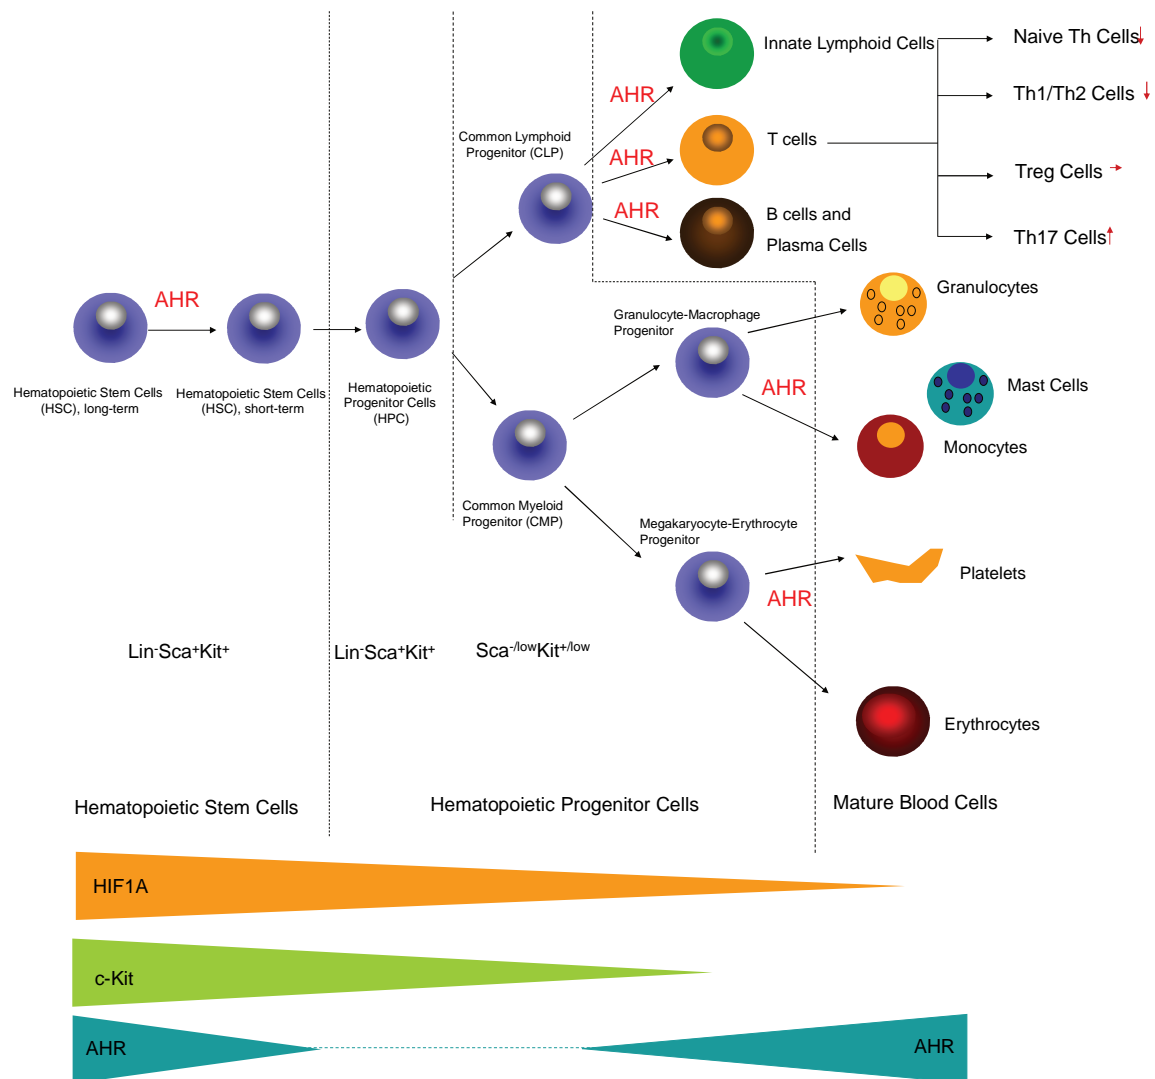 Innate Lymphoid Cells
Naive Th Cells
AHR
Th1/Th2 Cells
Common Lymphoid
Progenitor (CLP)
AHR
T cells
Treg Cells
AHR
B cells and
Plasma Cells
Th17 Cells
Granulocytes
AHR
Granulocyte-Macrophage
Progenitor
Hematopoietic Stem Cells
(HSC), long-term
Hematopoietic Stem Cells
(HSC), short-term
Hematopoietic
Progenitor Cells
(HPC)
AHR
Mast Cells
Monocytes
Common Myeloid
Progenitor (CMP)
Megakaryocyte-Erythrocyte
Progenitor
Platelets
AHR
Lin⁻Sca⁺Kit⁺
Lin⁻Sca⁺Kit⁺
Sca⁻/ˡᵒʷKit⁺/ˡᵒʷ
Erythrocytes
Hematopoietic Stem Cells
Hematopoietic Progenitor Cells
Mature Blood Cells
HIF1A
c-Kit
AHR
AHR